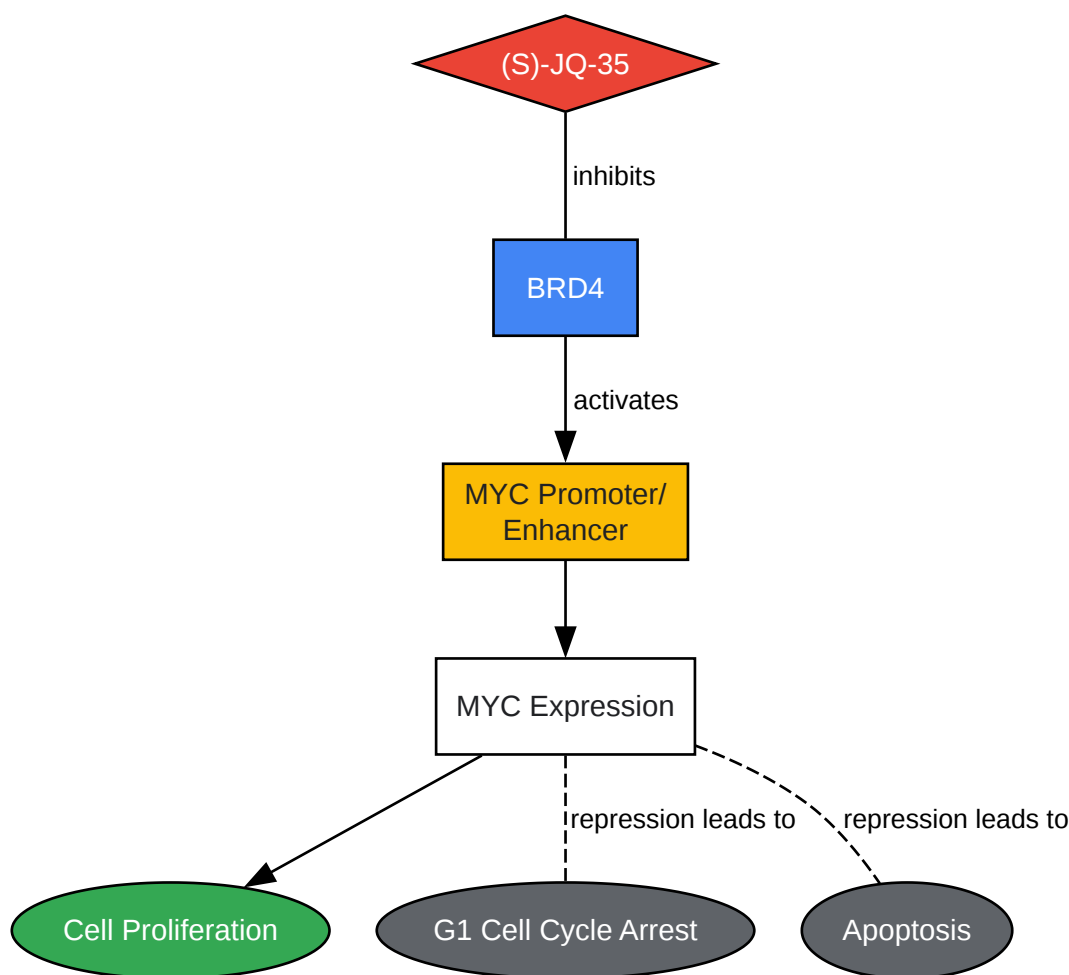 (S)-JQ-35
inhibits
BRD4
activates
MYC Promoter/
Enhancer
MYC Expression
repression leads to
repression leads to
Cell Proliferation
G1 Cell Cycle Arrest
Apoptosis